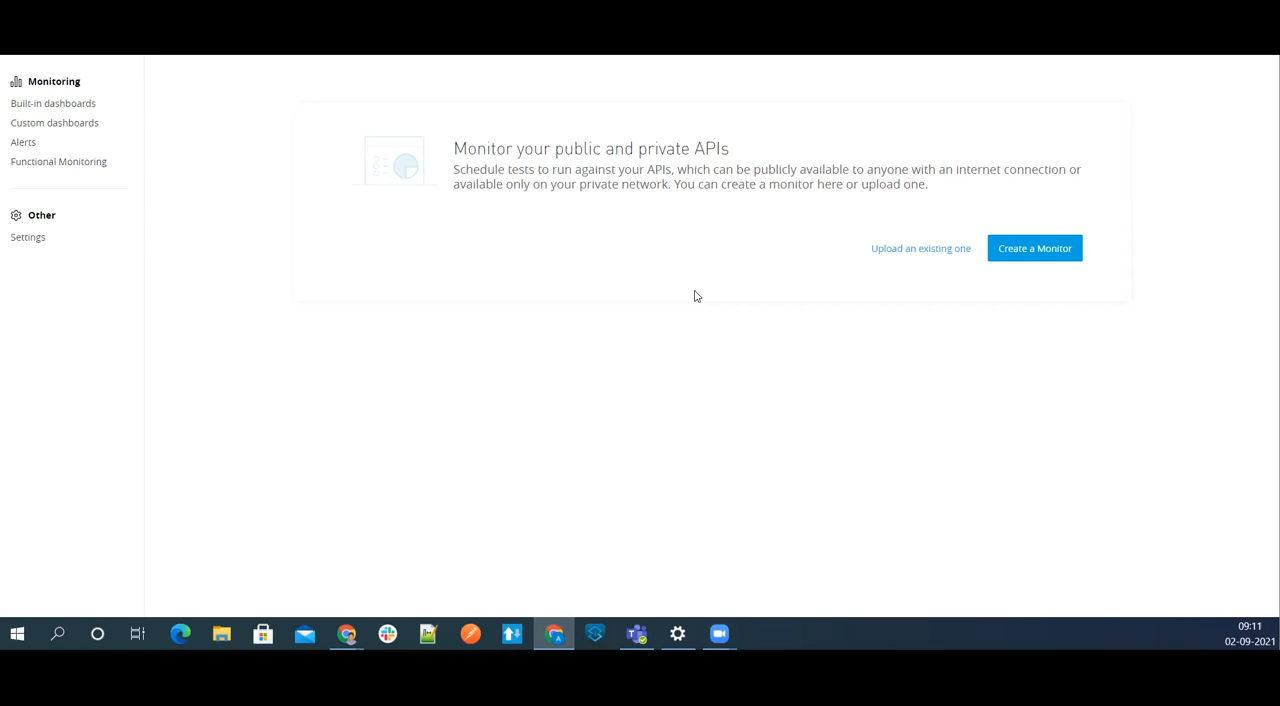 Monitoring
Built-in dashboards
Custom dashboards
Alerts
Functional Monitoring
Other
Settings
Monitor your public and private APIs
Schedule tests to run against your APIs, which can be publicly available to anyone with an internet connection or
available only on your private network. You can create a monitor here or upload one.
Upload an existing one
Create a Monitor
09:11
02-09-2021